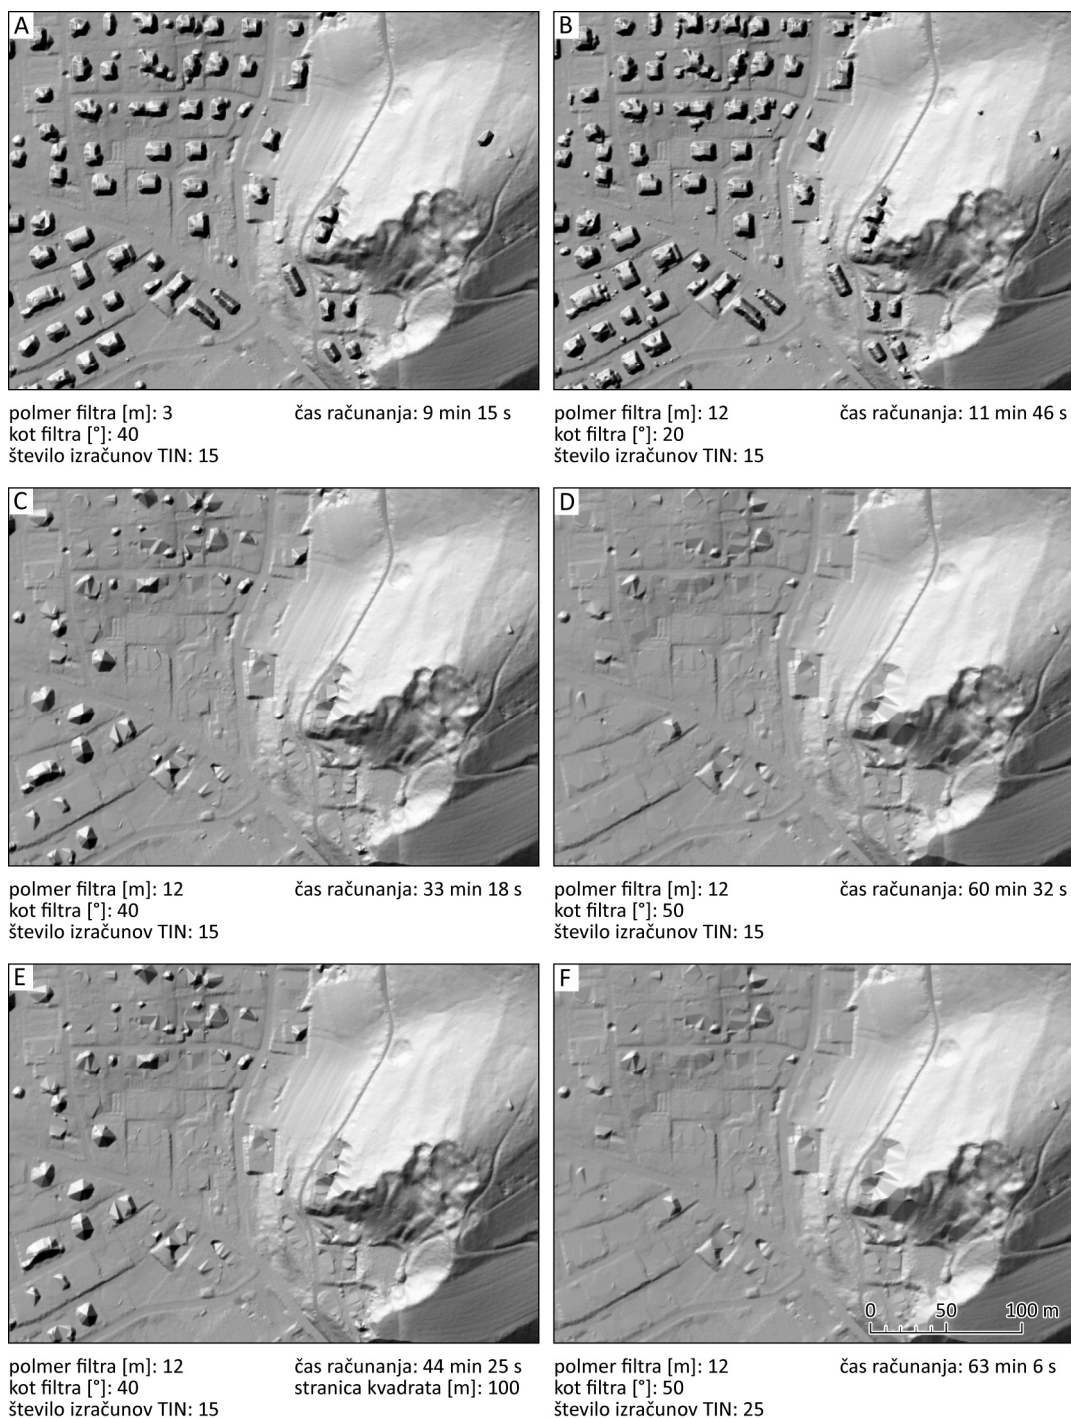 A
B
polmer filtra [m]: 3
čas računanja: 9 min 15 s
kot filtra [°]: 40
število izračunov TIN: 15
polmer filtra [m]: 12
čas računanja: 11 min 46 s
kot filtra [°]: 20
število izračunov TIN: 15
C
D
polmer filtra [m]: 12
čas računanja: 33 min 18 s
kot filtra [°]: 40
število izračunov TIN: 15
polmer filtra [m]: 12
čas računanja: 60 min 32 s
kot filtra [°]: 50
število izračunov TIN: 15
E
F
0 50 100 m
polmer filtra [m]: 12
čas računanja: 44 min 25 s
kot filtra [°]: 40
stranica kvadrata [m]: 100
število izračunov TIN: 15
polmer filtra [m]: 12
čas računanja: 63 min 6 s
kot filtra [°]: 50
število izračunov TIN: 25